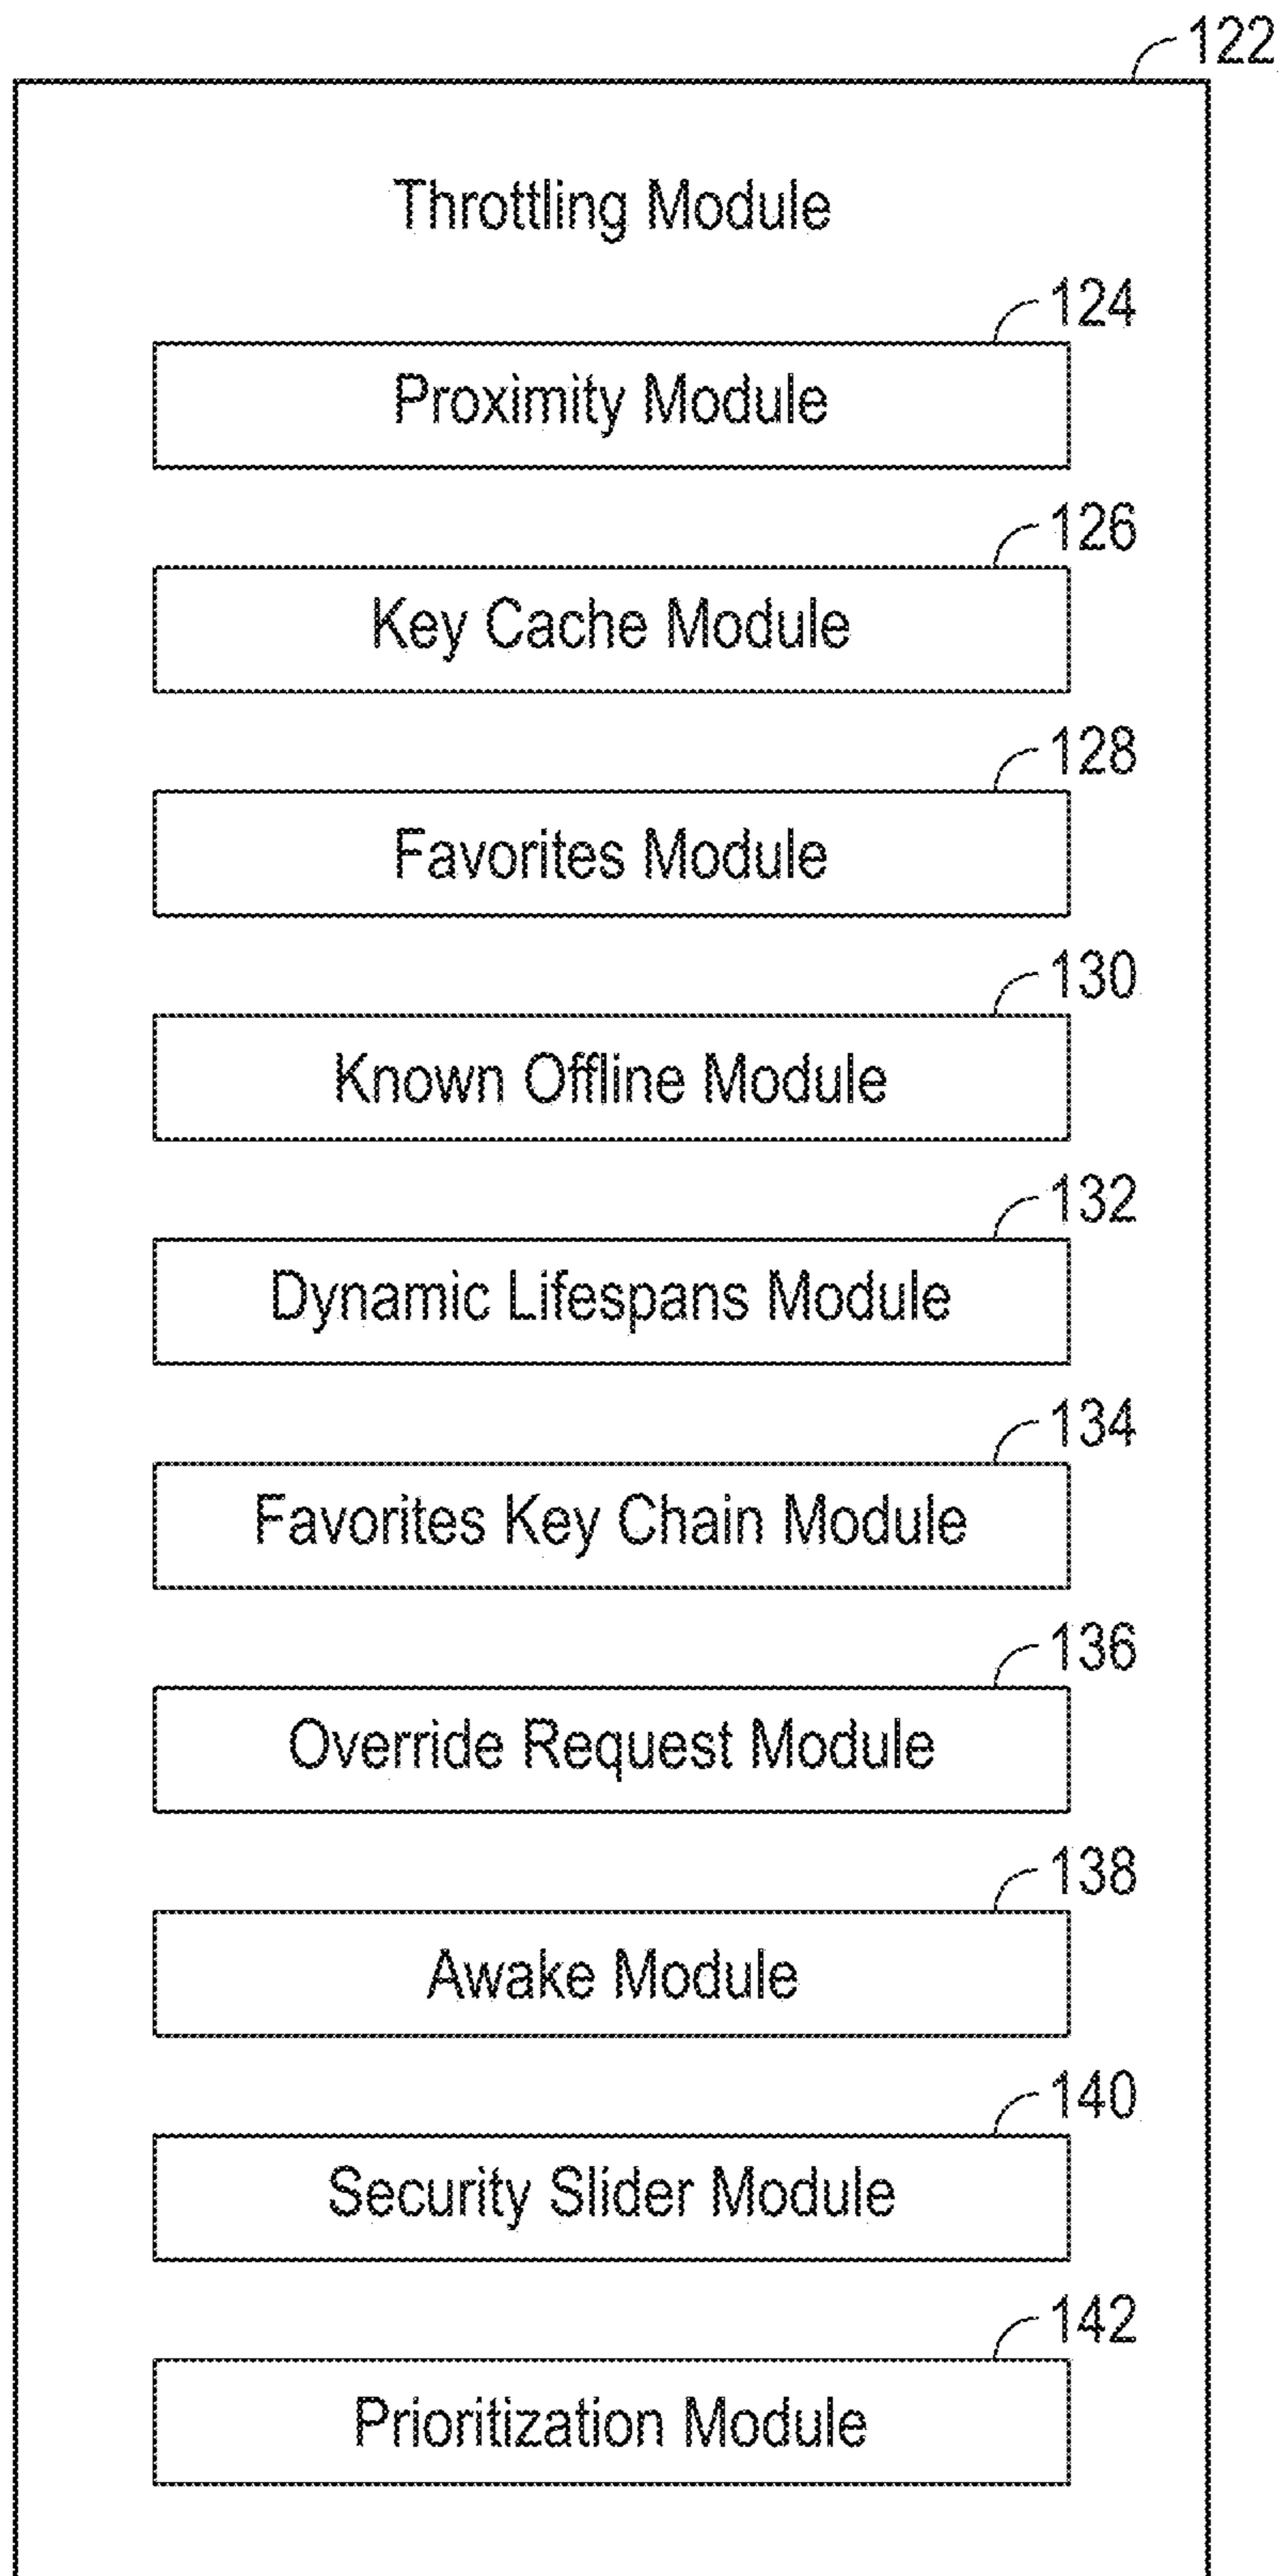 122
Throttling Module
124
Proximity Module
126
Key Cache Module
128
Favorites Module
130
Known Offline Module
132
Dynamic Lifespans Module
134
Favorites Key Chain Module
136
Override Request Module
138
Awake Module
140
Security Slider Module
142
Prioritization Module